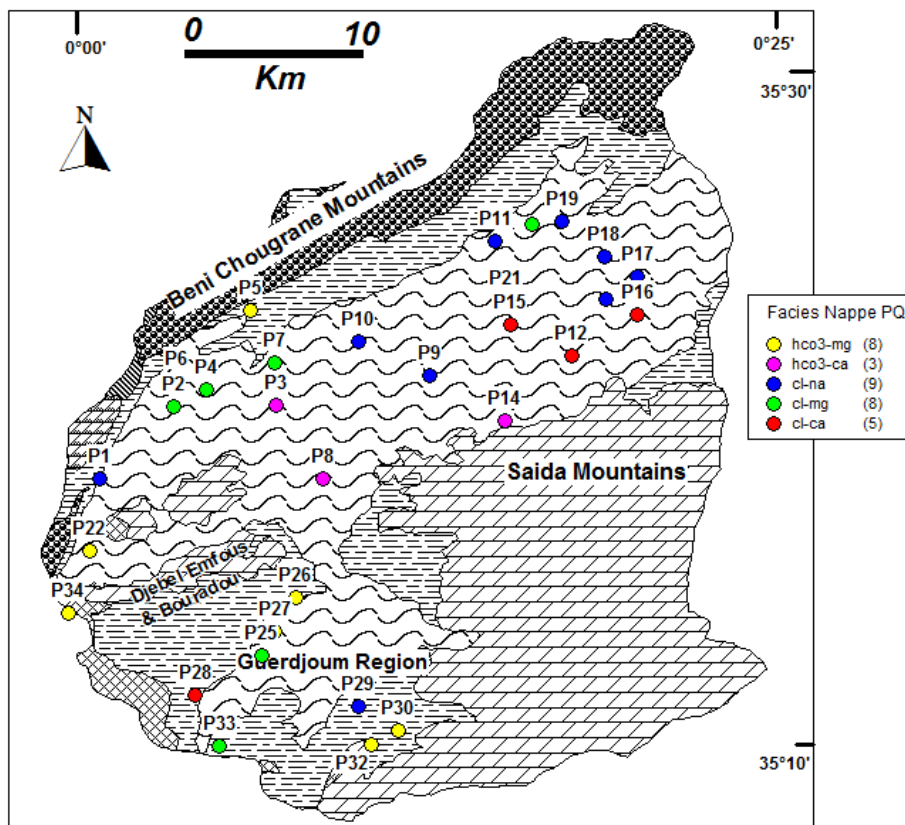 0°00'
0 10
Km
0°25'
35°30'
N
Beni Chougrane Mountains
P19
P11
P18
P17
P21
P16
P5
P15
P10
P12
P7
P6
P4
P9
P2
P3
P14
Facies Nappe PQ
hco3-mg (8)
hco3-ca (3)
cl-na (9)
cl-mg (8)
cl-ca (5)
P1
P8
Saida Mountains
P22
Djebel Emfous
& Bouradou
P26
P34
P27
P25
Guerdjoum Region
P28
P29
P30
P33
P32
35°10'